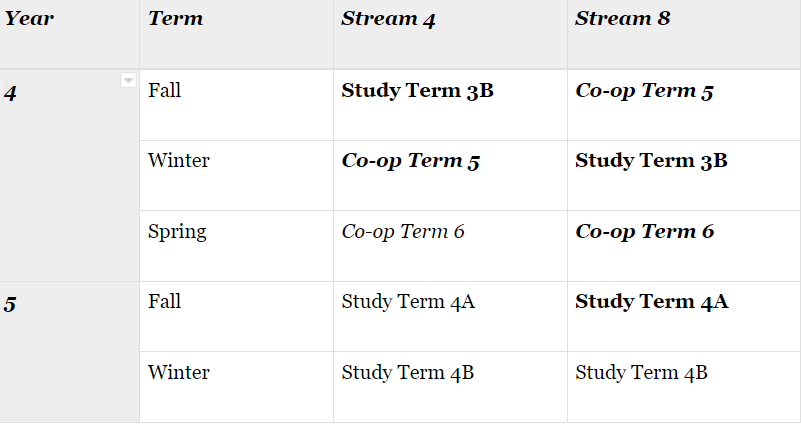 Year Term Stream 4 Stream 8
4 Fall Study Term 3B Co-op Term 5
Winter Co-op Term 5 Study Term 3B
Spring Co-op Term 6 Co-op Term 6
5 Fall Study Term 4A Study Term 4A
Winter Study Term 4B Study Term 4B